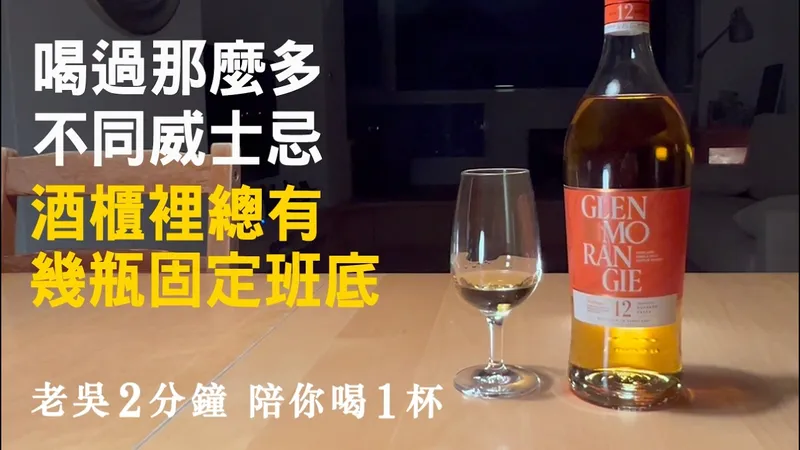 喝過那麼多
不同威士忌
酒櫃裡總有
幾瓶固定班底
老吳2分鐘 陪你喝1杯
12
GLEN
MO
RAN
GIE
12